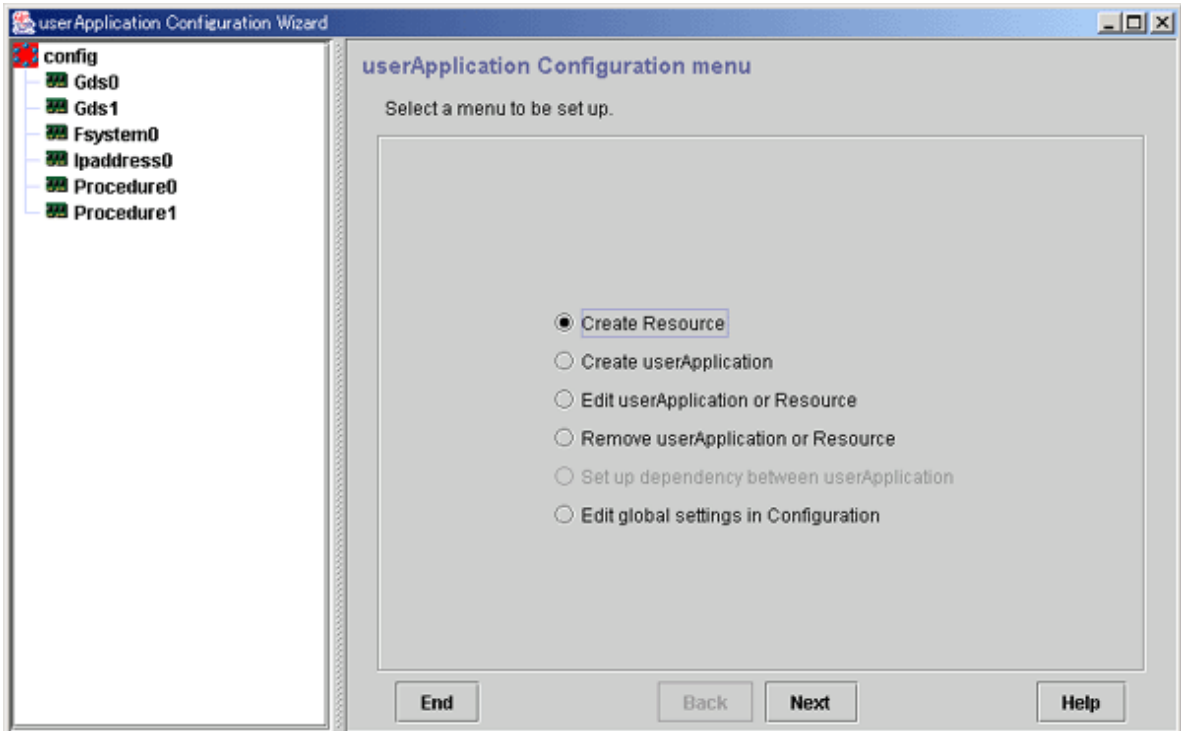 userApplication Configuration Wizard
config
Gds0
Gds1
Fsystem0
Ipaddress0
Procedure0
Procedure1
userApplication Configuration menu
Select a menu to be set up.
Create Resource
Create userApplication
Edit userApplication or Resource
Remove userApplication or Resource
Set up dependency between userApplication
Edit global settings in Configuration
End Back Next Help